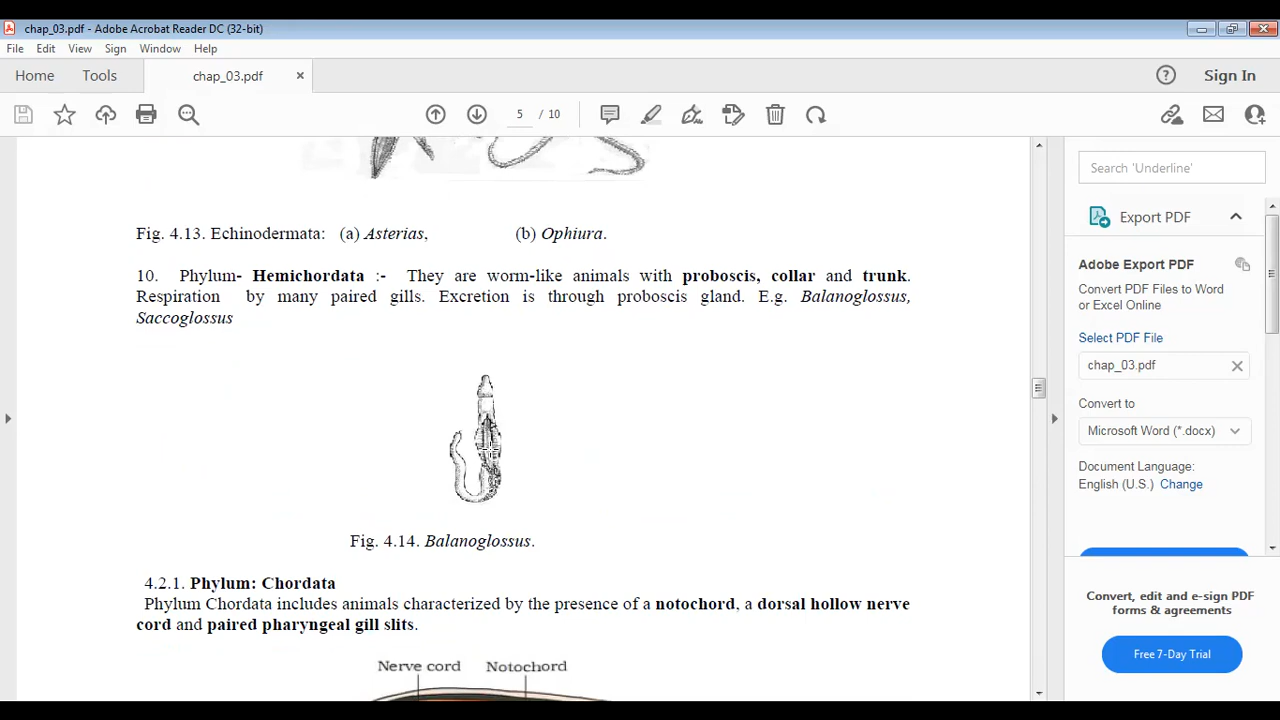 chap_03.pdf - Adobe Acrobat Reader DC (32-bit)
File Edit View Sign Window Help
Home Tools chap_03.pdf × Sign In
5 / 10
Search 'Underline'
Export PDF
Adobe Export PDF
Convert PDF Files to Word
or Excel Online
Select PDF File
chap_03.pdf
Convert to
Microsoft Word (*.docx)
Document Language:
English (U.S.) Change
Convert, edit and e-sign PDF
forms & agreements
Free 7-Day Trial
Fig. 4.13. Echinodermata: (a) Asterias, (b) Ophiura.
10. Phylum- Hemichordata :- They are worm-like animals with proboscis, collar and trunk.
Respiration by many paired gills. Excretion is through proboscis gland. E.g. Balanoglossus,
Saccoglossus
Fig. 4.14. Balanoglossus.
4.2.1. Phylum: Chordata
Phylum Chordata includes animals characterized by the presence of a notochord, a dorsal hollow nerve
cord and paired pharyngeal gill slits.
Nerve cord Notochord